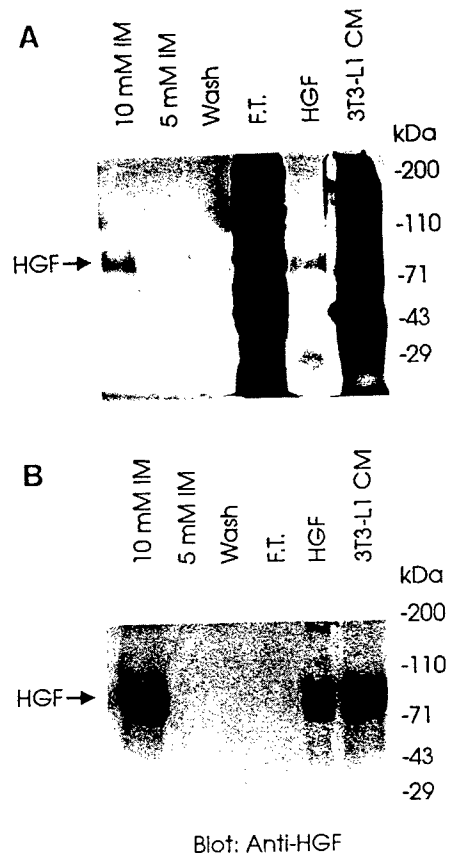 A
10 mM IM
5 mM IM
Wash
F.T.
HGF
3T3-L1 CM
kDa
-200
-110
HGF
-71
-43
-29
B
10 mM IM
5 mM IM
Wash
F.T.
HGF
3T3-L1 CM
kDa
-200
-110
HGF
-71
-43
-29
Blot: Anti-HGF